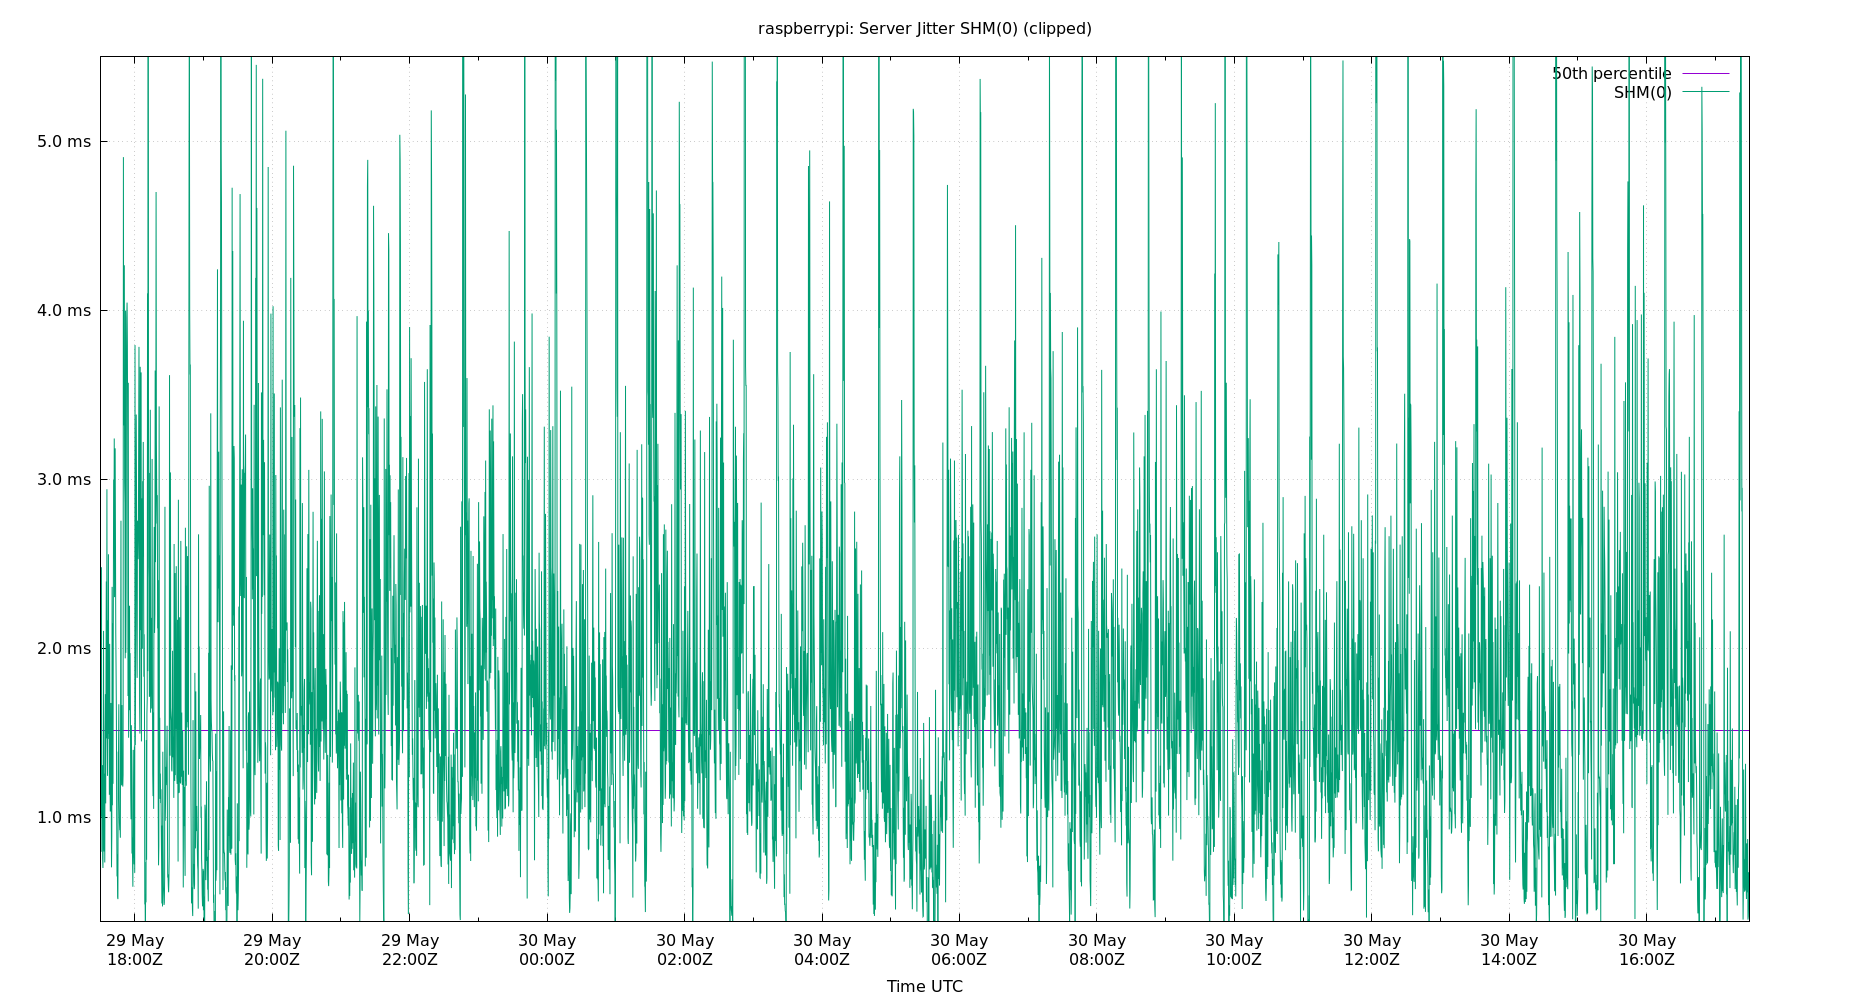 raspberrypi: Server Jitter SHM(0) (clipped)
50th percentile
SHM(0)
5.0 ms
4.0 ms
3.0 ms
2.0 ms
1.0 ms
29 May 29 May 29 May 30 May 30 May 30 May 30 May 30 May 30 May 30 May 30 May 30 May
18:00Z 20:00Z 22:00Z 00:00Z 02:00Z 04:00Z 06:00Z 08:00Z 10:00Z 12:00Z 14:00Z 16:00Z
Time UTC